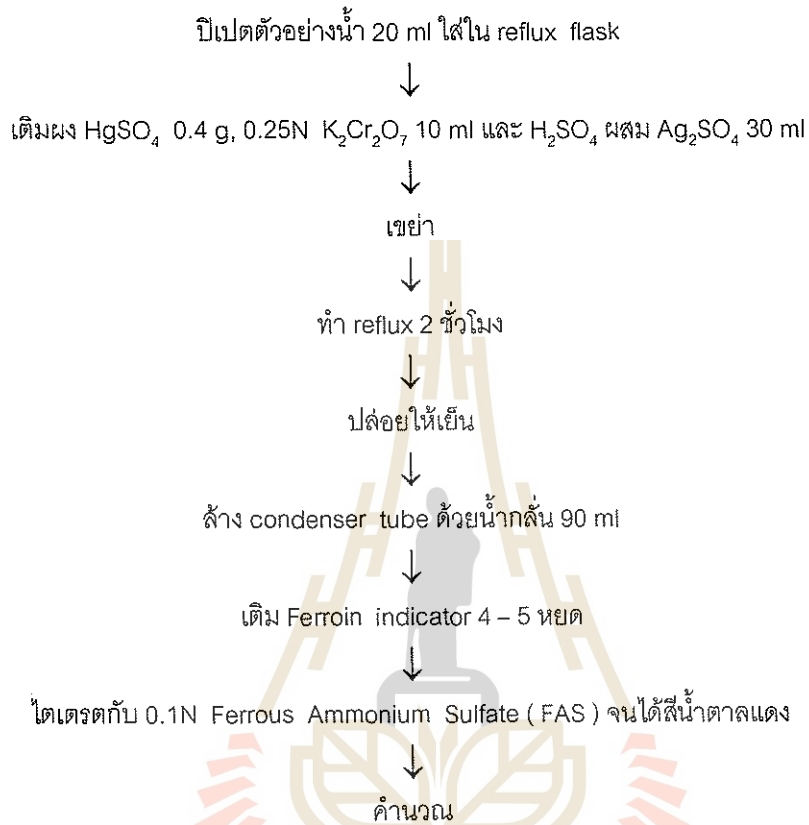 ปิเปตตัวอย่างน้ำ 20 ml ใส่ใน reflux flask
↓
เติมผง HgSO₄ 0.4 g, 0.25N K₂Cr₂O₇ 10 ml และ H₂SO₄ ผสม Ag₂SO₄ 30 ml
↓
เขย่า
↓
ทำ reflux 2 ชั่วโมง
↓
ปล่อยให้เย็น
↓
ล้าง condenser tube ด้วยน้ำกลั่น 90 ml
↓
เติม Ferroin indicator 4 – 5 หยด
↓
ไตเตรตกับ 0.1N Ferrous Ammonium Sulfate ( FAS ) จนได้สีน้ำตาลแดง
↓
คำนวณ